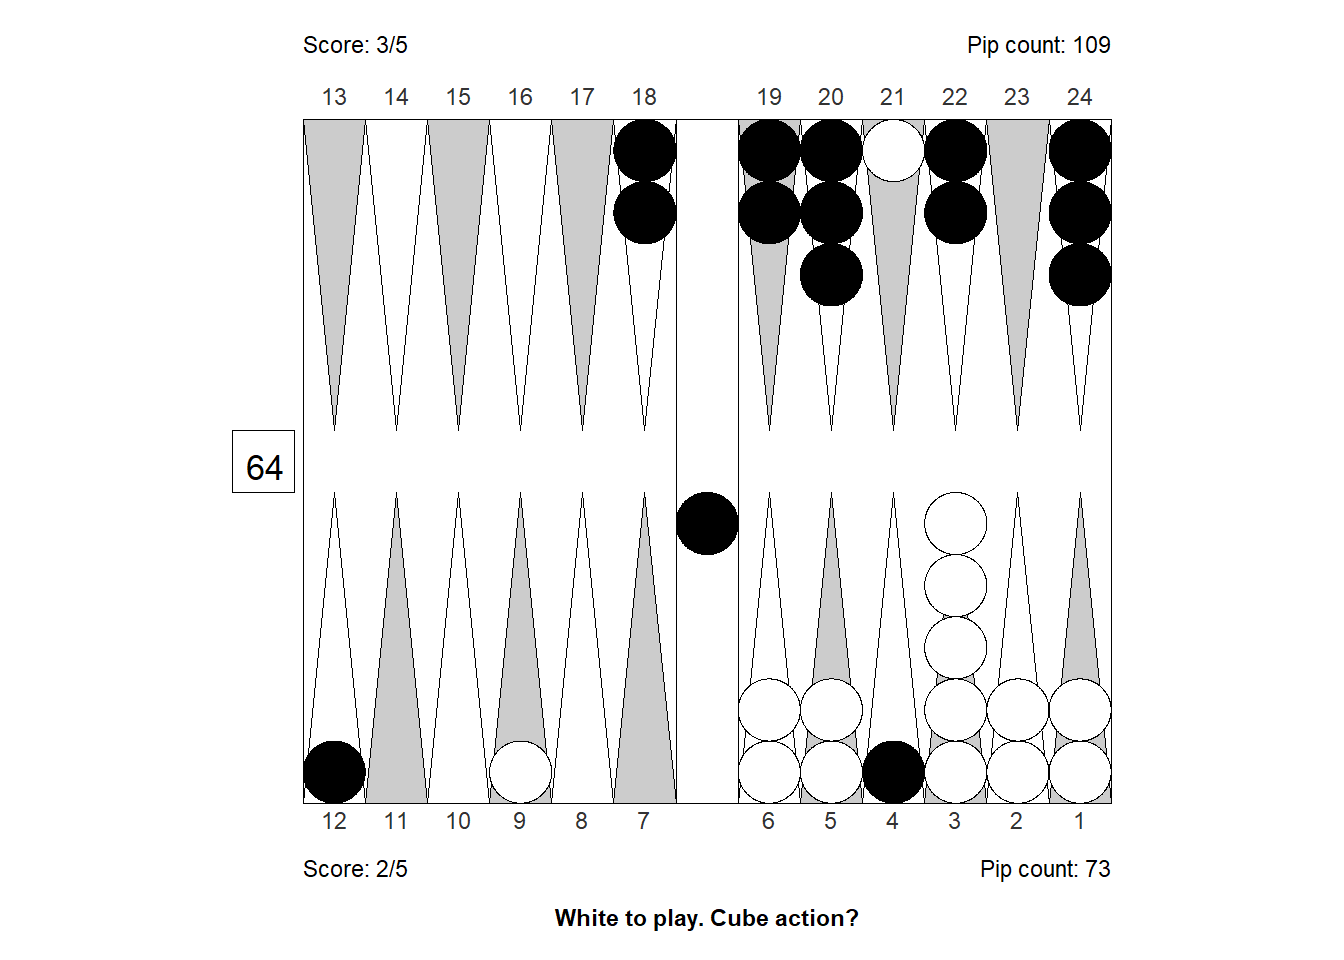 Score: 3/5 Pip count: 109
13 14 15 16 17 18 19 20 21 22 23 24
64
12 11 10 9 8 7 6 5 4 3 2 1
Score: 2/5 Pip count: 73
White to play. Cube action?